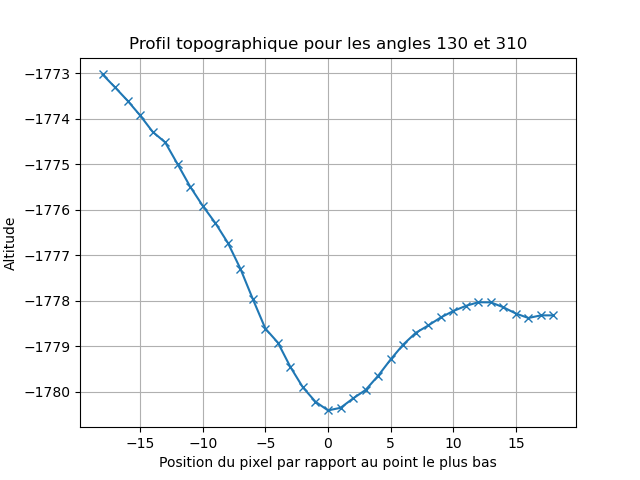 Profil topographique pour les angles 130 et 310
−1773
−1774
−1775
−1776
−1777
−1778
−1779
−1780
Altitude
−15 −10 −5 0 5 10 15
Position du pixel par rapport au point le plus bas